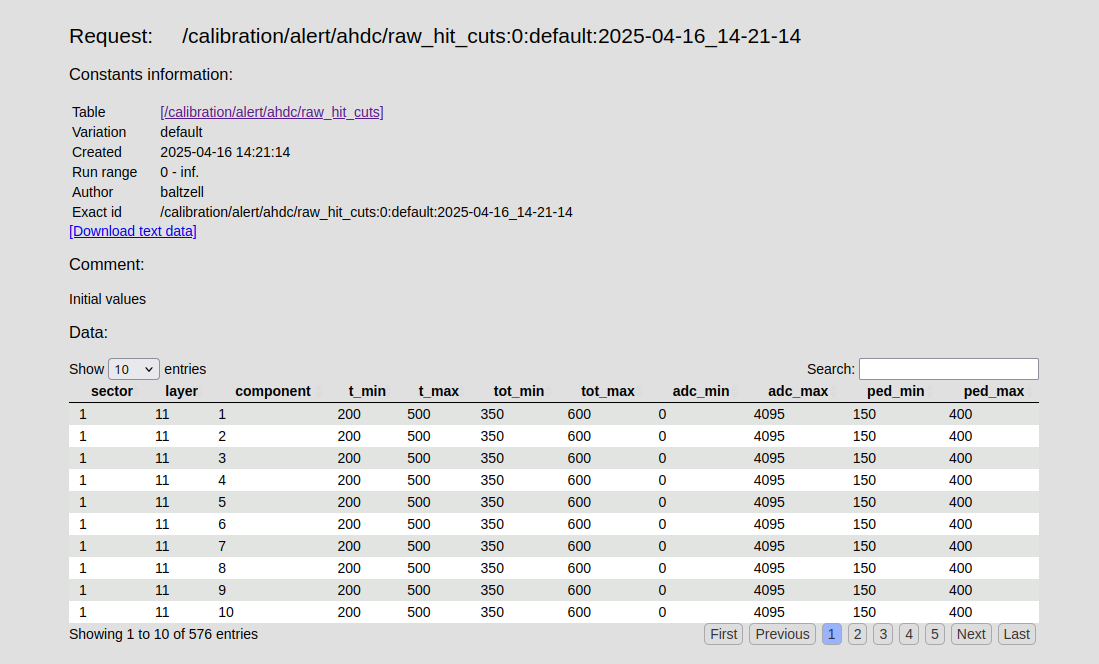 Request: /calibration/alert/ahdc/raw_hit_cuts:0:default:2025-04-16_14-21-14
Constants information:
Table [/calibration/alert/ahdc/raw_hit_cuts]
Variation default
Created 2025-04-16 14:21:14
Run range 0 - inf.
Author baltzell
Exact id /calibration/alert/ahdc/raw_hit_cuts:0:default:2025-04-16_14-21-14
[Download text data]
Comment:
Initial values
Data:
Show 10 entries Search:
sector layer component t_min t_max tot_min tot_max adc_min adc_max ped_min ped_max
1 11 1 200 500 350 600 0 4095 150 400
1 11 2 200 500 350 600 0 4095 150 400
1 11 3 200 500 350 600 0 4095 150 400
1 11 4 200 500 350 600 0 4095 150 400
1 11 5 200 500 350 600 0 4095 150 400
1 11 6 200 500 350 600 0 4095 150 400
1 11 7 200 500 350 600 0 4095 150 400
1 11 8 200 500 350 600 0 4095 150 400
1 11 9 200 500 350 600 0 4095 150 400
1 11 10 200 500 350 600 0 4095 150 400
Showing 1 to 10 of 576 entries First Previous 1 2 3 4 5 Next Last